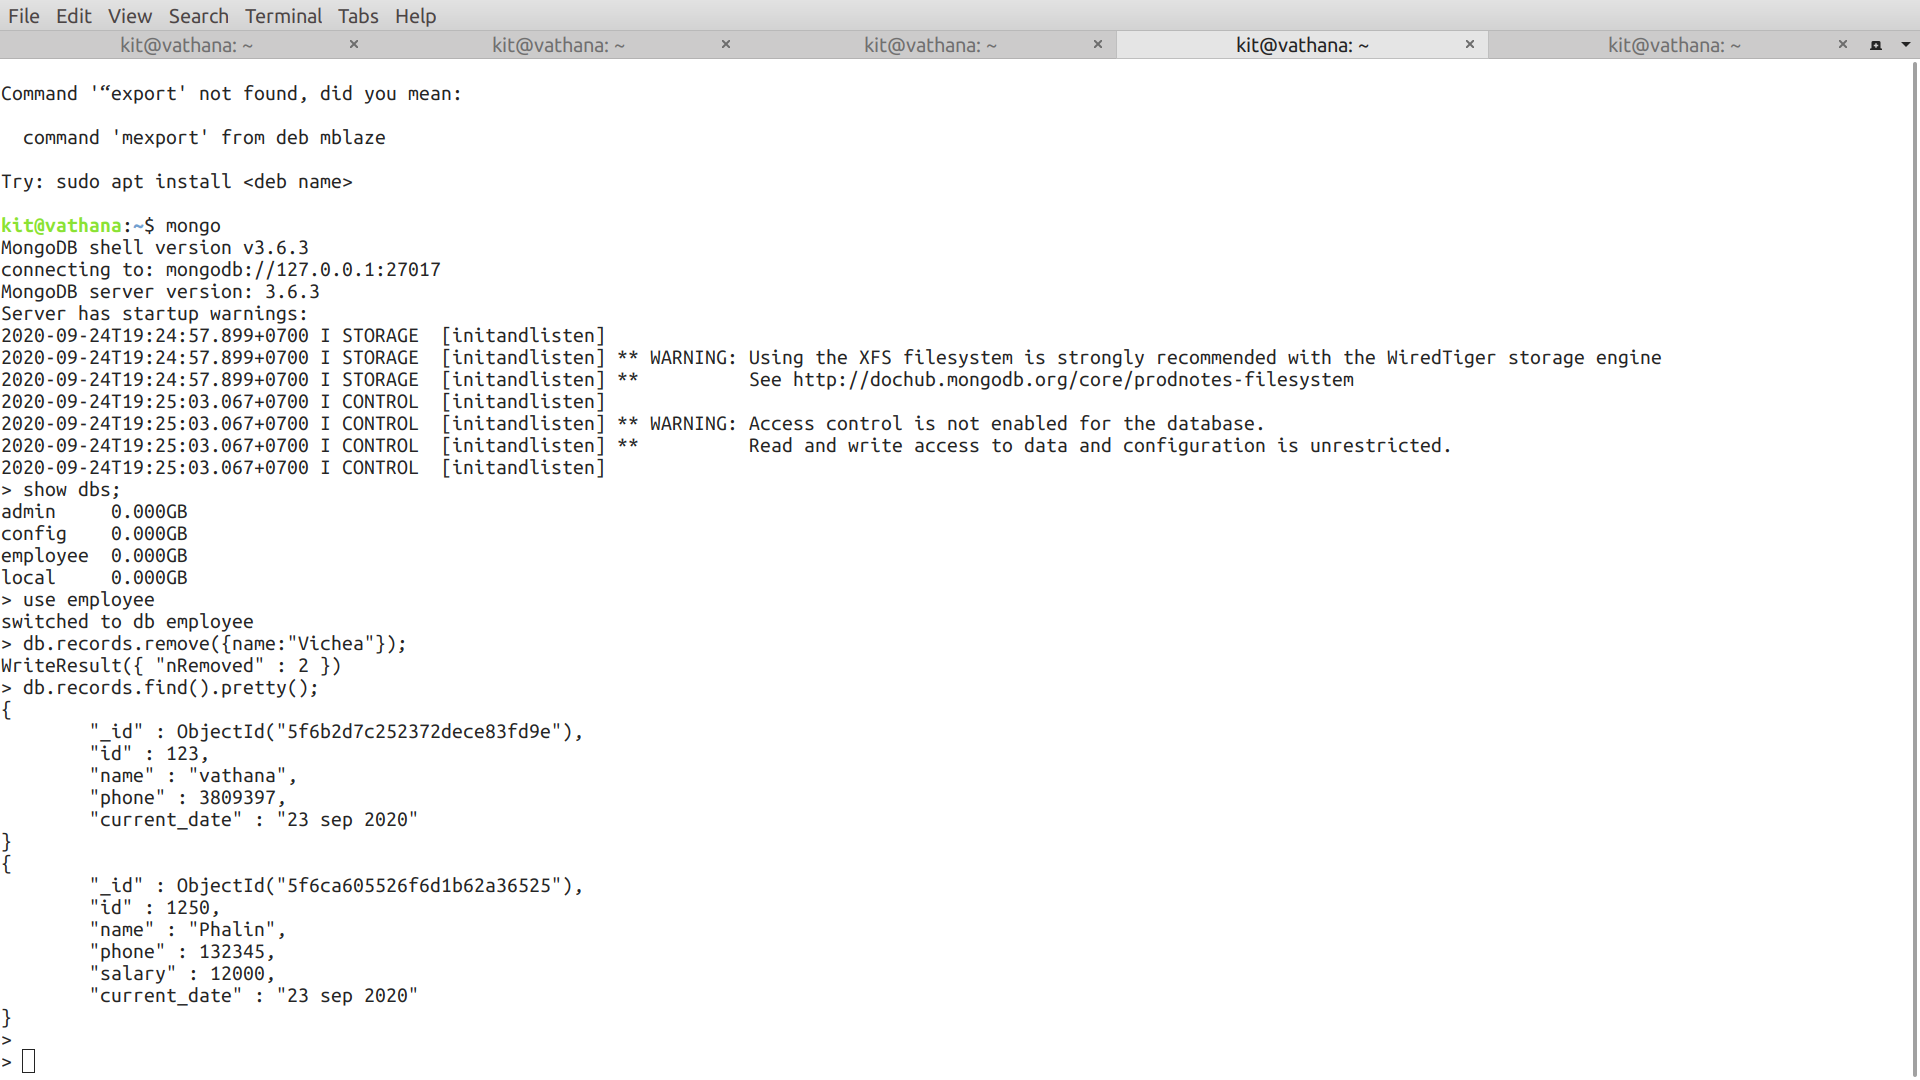 File Edit View Search Terminal Tabs Help
kit@vathana: ~ × kit@vathana: ~ × kit@vathana: ~ × kit@vathana: ~ × kit@vathana: ~ ×
Command '“export' not found, did you mean:
command 'mexport' from deb mblaze
Try: sudo apt install <deb name>
kit@vathana:~$ mongo
MongoDB shell version v3.6.3
connecting to: mongodb://127.0.0.1:27017
MongoDB server version: 3.6.3
Server has startup warnings:
2020-09-24T19:24:57.899+0700 I STORAGE  [initandlisten]
2020-09-24T19:24:57.899+0700 I STORAGE  [initandlisten] ** WARNING: Using the XFS filesystem is strongly recommended with the WiredTiger storage engine
2020-09-24T19:24:57.899+0700 I STORAGE  [initandlisten] **          See http://dochub.mongodb.org/core/prodnotes-filesystem
2020-09-24T19:25:03.067+0700 I CONTROL  [initandlisten]
2020-09-24T19:25:03.067+0700 I CONTROL  [initandlisten] ** WARNING: Access control is not enabled for the database.
2020-09-24T19:25:03.067+0700 I CONTROL  [initandlisten] **          Read and write access to data and configuration is unrestricted.
2020-09-24T19:25:03.067+0700 I CONTROL  [initandlisten]
> show dbs;
admin     0.000GB
config    0.000GB
employee  0.000GB
local     0.000GB
> use employee
switched to db employee
> db.records.remove({name:"Vichea"});
WriteResult({ "nRemoved" : 2 })
> db.records.find().pretty();
{
"_id" : ObjectId("5f6b2d7c252372dece83fd9e"),
"id" : 123,
"name" : "vathana",
"phone" : 3809397,
"current_date" : "23 sep 2020"
}
{
"_id" : ObjectId("5f6ca605526f6d1b62a36525"),
"id" : 1250,
"name" : "Phalin",
"phone" : 132345,
"salary" : 12000,
"current_date" : "23 sep 2020"
}
>
>